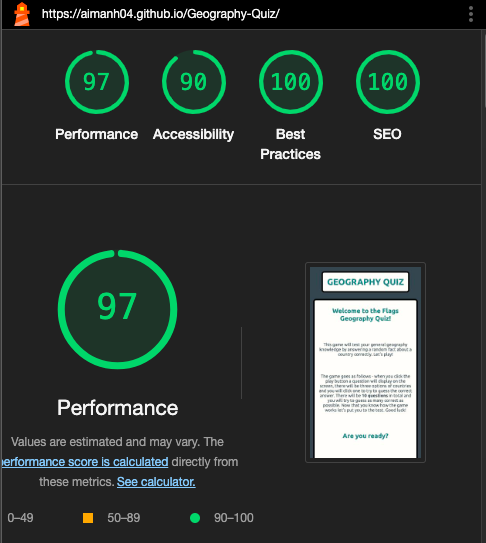 https://aimanh04.github.io/Geography-Quiz/
97
90
100
100
Performance
Accessibility
Best
Practices
SEO
97
Performance
Values are estimated and may vary. The
performance score is calculated directly from
these metrics. See calculator.
0–49
50–89
90–100
GEOGRAPHY QUIZ
Welcome to the Flags
Geography Quiz!
This game will test your general geography
knowledge by answering a random fact about a
country correctly. Let's play!
The game goes as follows - when you click the
play button a question will display on the
screen, there will be three options of countries
and you will click one to try to guess the correct
answer. There will be 10 questions in total and
you will try to guess as many correct as
possible. Now that you know how the game
works let's put you to the test. Good luck!
Are you ready?